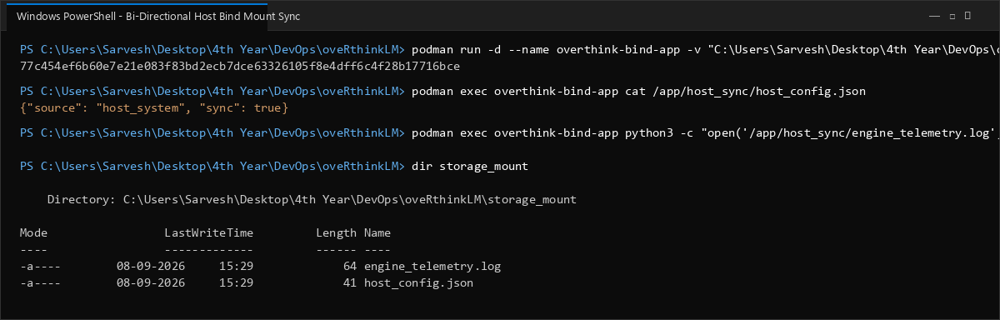 Windows PowerShell - Bi-Directional Host Bind Mount Sync
PS C:\Users\Sarvesh\Desktop\4th Year\DevOps\oveRthinkLM> podman run -d --name overthink-bind-app -v "C:\Users\Sarvesh\Desktop\4th Year\DevOps\
77c454ef6b60e7e21e083f83bd2ecb7dce63326105f8e4dff6c4f28b17716bce
PS C:\Users\Sarvesh\Desktop\4th Year\DevOps\oveRthinkLM> podman exec overthink-bind-app cat /app/host_sync/host_config.json
{"source": "host_system", "sync": true}
PS C:\Users\Sarvesh\Desktop\4th Year\DevOps\oveRthinkLM> podman exec overthink-bind-app python3 -c "open('/app/host_sync/engine_telemetry.log'
PS C:\Users\Sarvesh\Desktop\4th Year\DevOps\oveRthinkLM> dir storage_mount
Directory: C:\Users\Sarvesh\Desktop\4th Year\DevOps\oveRthinkLM\storage_mount
Mode LastWriteTime Length Name
---- ------------- ------ ----
-a---- 08-09-2026 15:29 64 engine_telemetry.log
-a---- 08-09-2026 15:29 41 host_config.json